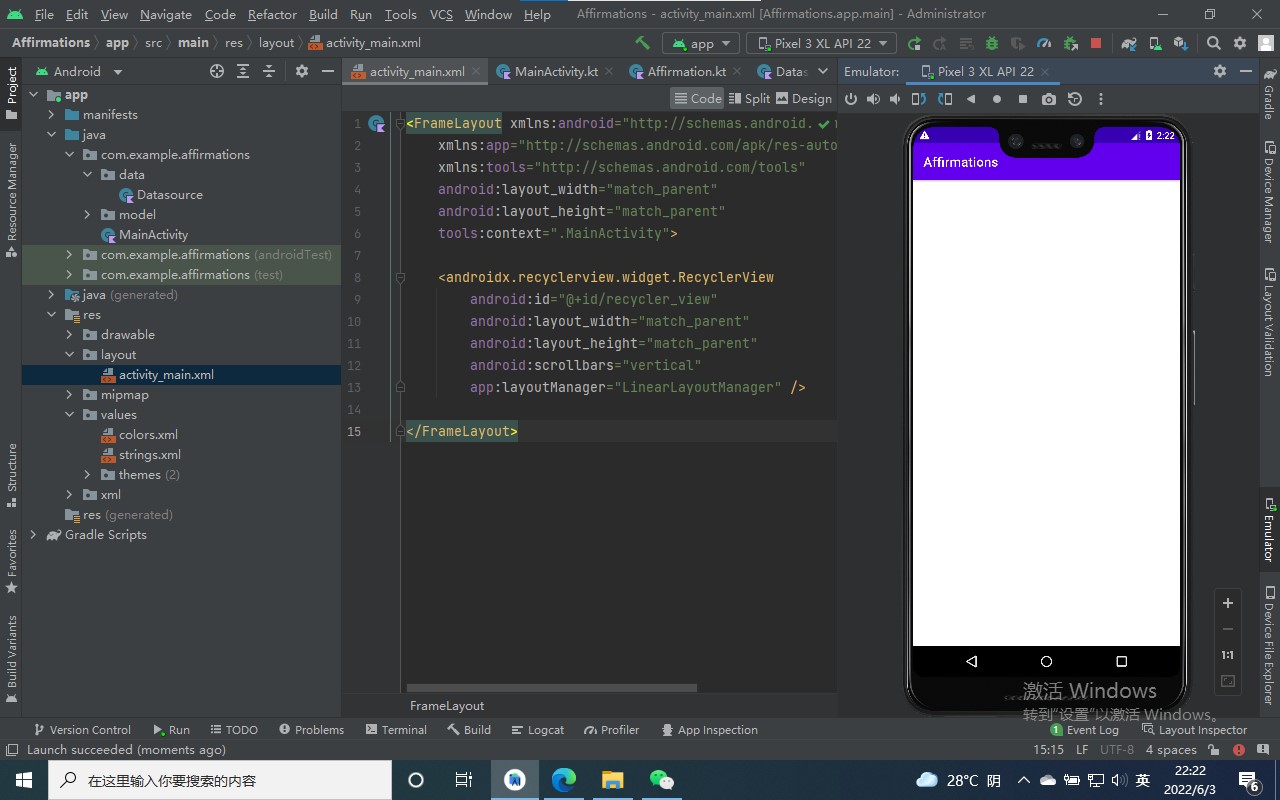 File Edit View Navigate Code Refactor Build Run Tools VCS Window Help Affirmations - activity_main.xml [Affirmations.app.main] - Administrator
Affirmations app src main res layout activity_main.xml app Pixel 3 XL API 22
Project
Resource Manager
Structure
Favorites
Build Variants
Android
app
manifests
java
com.example.affirmations
data
Datasource
model
MainActivity
com.example.affirmations (androidTest)
com.example.affirmations (test)
java (generated)
res
drawable
layout
activity_main.xml
mipmap
values
colors.xml
strings.xml
themes (2)
xml
res (generated)
Gradle Scripts
activity_main.xml MainActivity.kt Affirmation.kt Datas
Code Split Design
1 <FrameLayout xmlns:android="http://schemas.android.
2 xmlns:app="http://schemas.android.com/apk/res-auto
3 xmlns:tools="http://schemas.android.com/tools"
4 android:layout_width="match_parent"
5 android:layout_height="match_parent"
6 tools:context=".MainActivity">
7
8 <androidx.recyclerview.widget.RecyclerView
9 android:id="@+id/recycler_view"
10 android:layout_width="match_parent"
11 android:layout_height="match_parent"
12 android:scrollbars="vertical"
13 app:layoutManager="LinearLayoutManager" />
14
15 </FrameLayout>
FrameLayout
Emulator: Pixel 3 XL API 22
2:22
Affirmations
1:1
激活 Windows
转到“设置”以激活 Windows。
Gradle
Device Manager
Layout Validation
Emulator
Device File Explorer
Version Control Run TODO Problems Terminal Build Logcat Profiler App Inspection 1 Event Log Layout Inspector
Launch succeeded (moments ago) 15:15 LF UTF-8 4 spaces
在这里输入你要搜索的内容 28°C 阴 英 22:22
2022/6/3 6